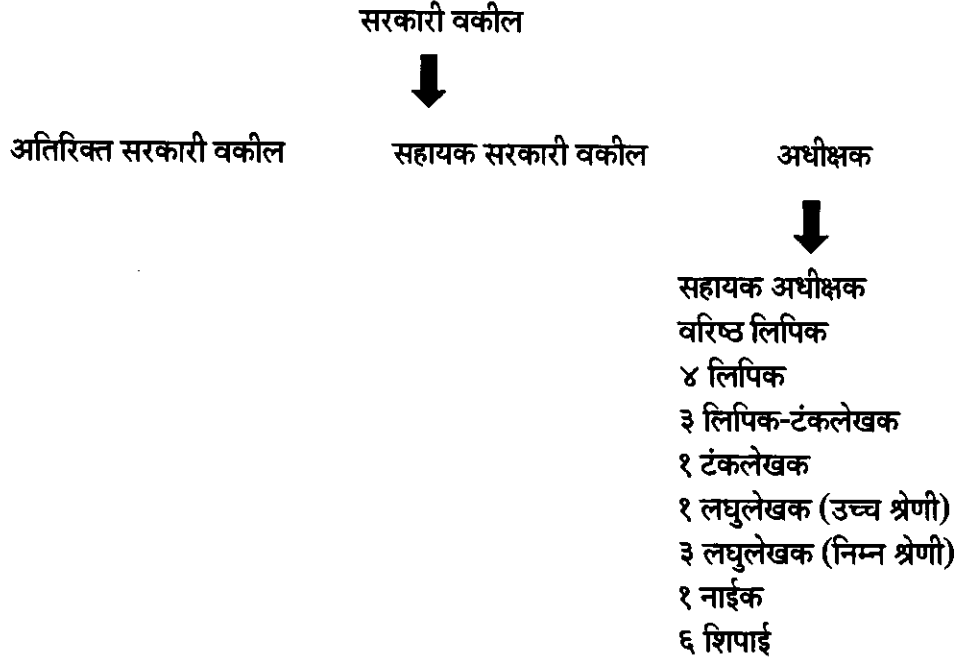 सरकारी वकील
अतिरिक्त सरकारी वकील सहायक सरकारी वकील अधीक्षक
सहायक अधीक्षक
वरिष्ठ लिपिक
४ लिपिक
३ लिपिक-टंकलेखक
१ टंकलेखक
१ लघुलेखक (उच्च श्रेणी)
३ लघुलेखक (निम्न श्रेणी)
१ नाईक
६ शिपाई